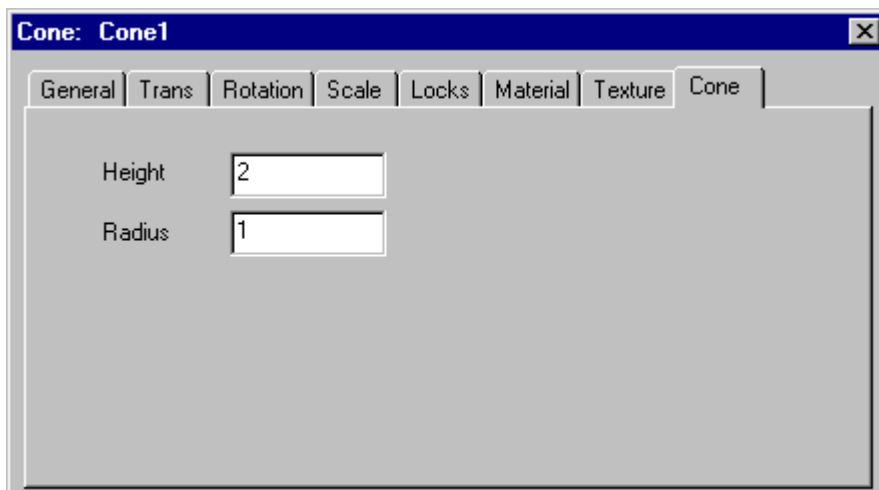 Cone: Cone1
General Trans Rotation Scale Locks Material Texture Cone
Height 2
Radius 1